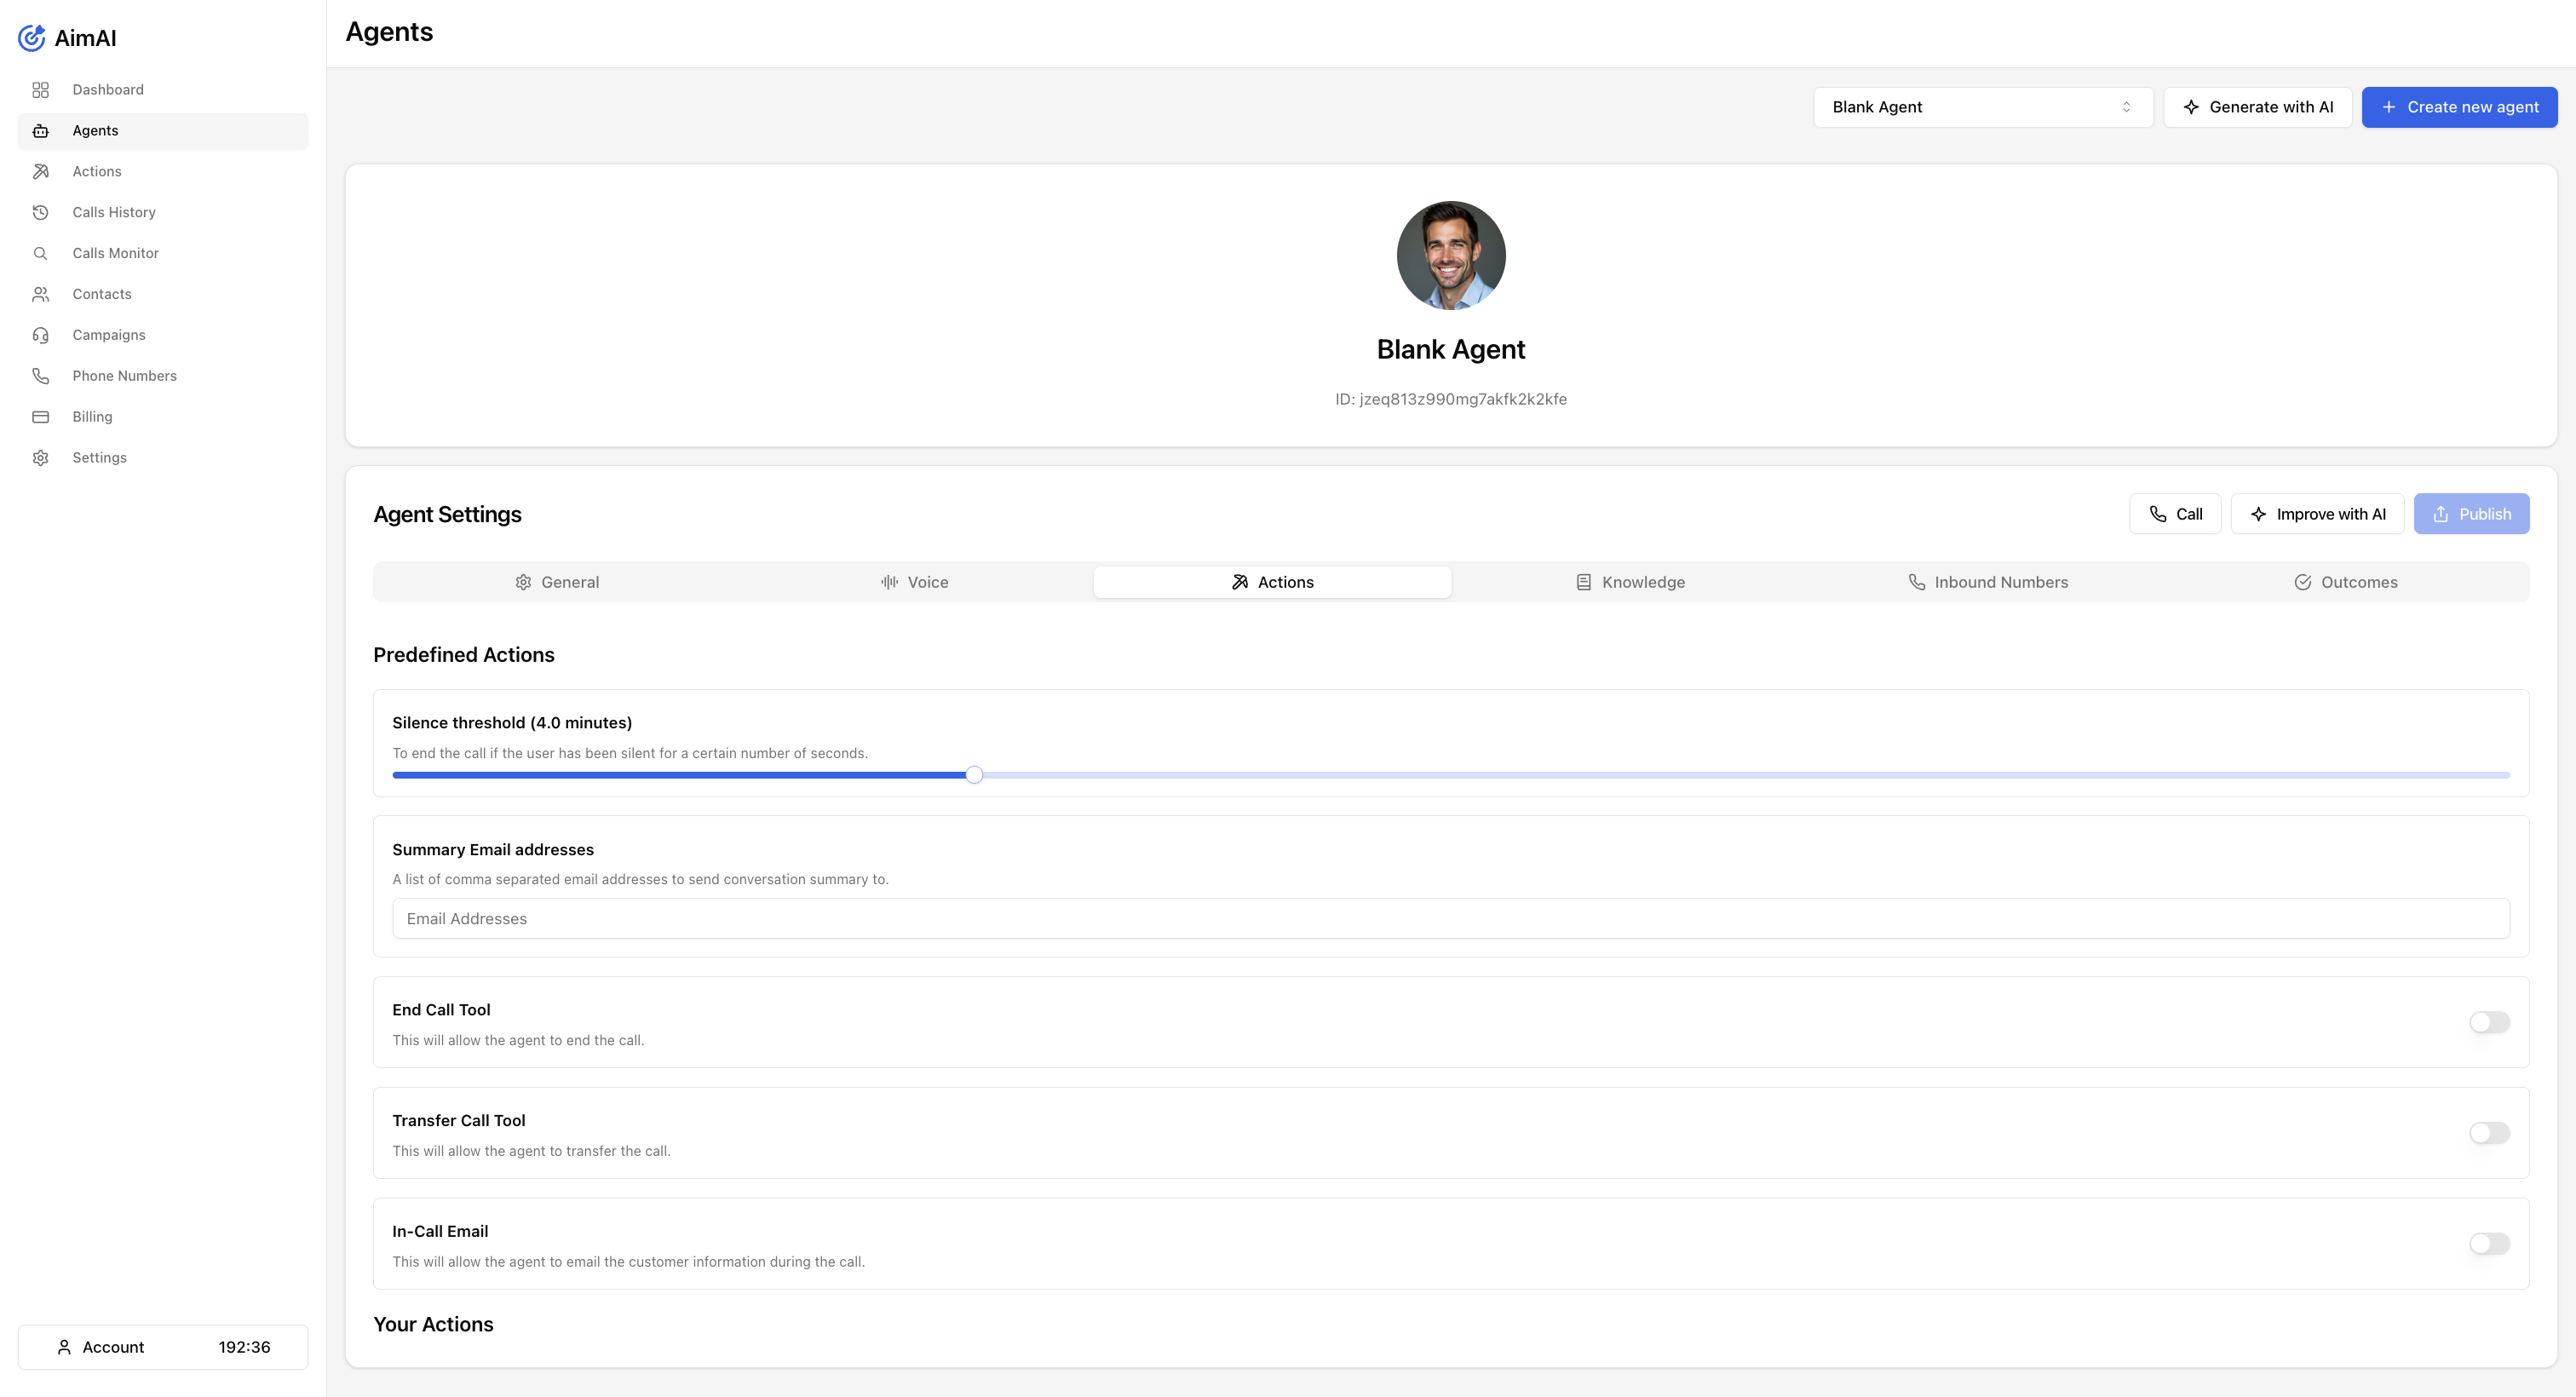 AimAI
Dashboard
Agents
Actions
Calls History
Calls Monitor
Contacts
Campaigns
Phone Numbers
Billing
Settings
Account 192:36
Agents
Blank Agent Generate with AI Create new agent
Blank Agent
ID: jzeq813z990mg7akfk2k2kfe
Agent Settings Call Improve with AI Publish
General Voice Actions Knowledge Inbound Numbers Outcomes
Predefined Actions
Silence threshold (4.0 minutes)
To end the call if the user has been silent for a certain number of seconds.
Summary Email addresses
A list of comma separated email addresses to send conversation summary to.
Email Addresses
End Call Tool
This will allow the agent to end the call.
Transfer Call Tool
This will allow the agent to transfer the call.
In-Call Email
This will allow the agent to email the customer information during the call.
Your Actions